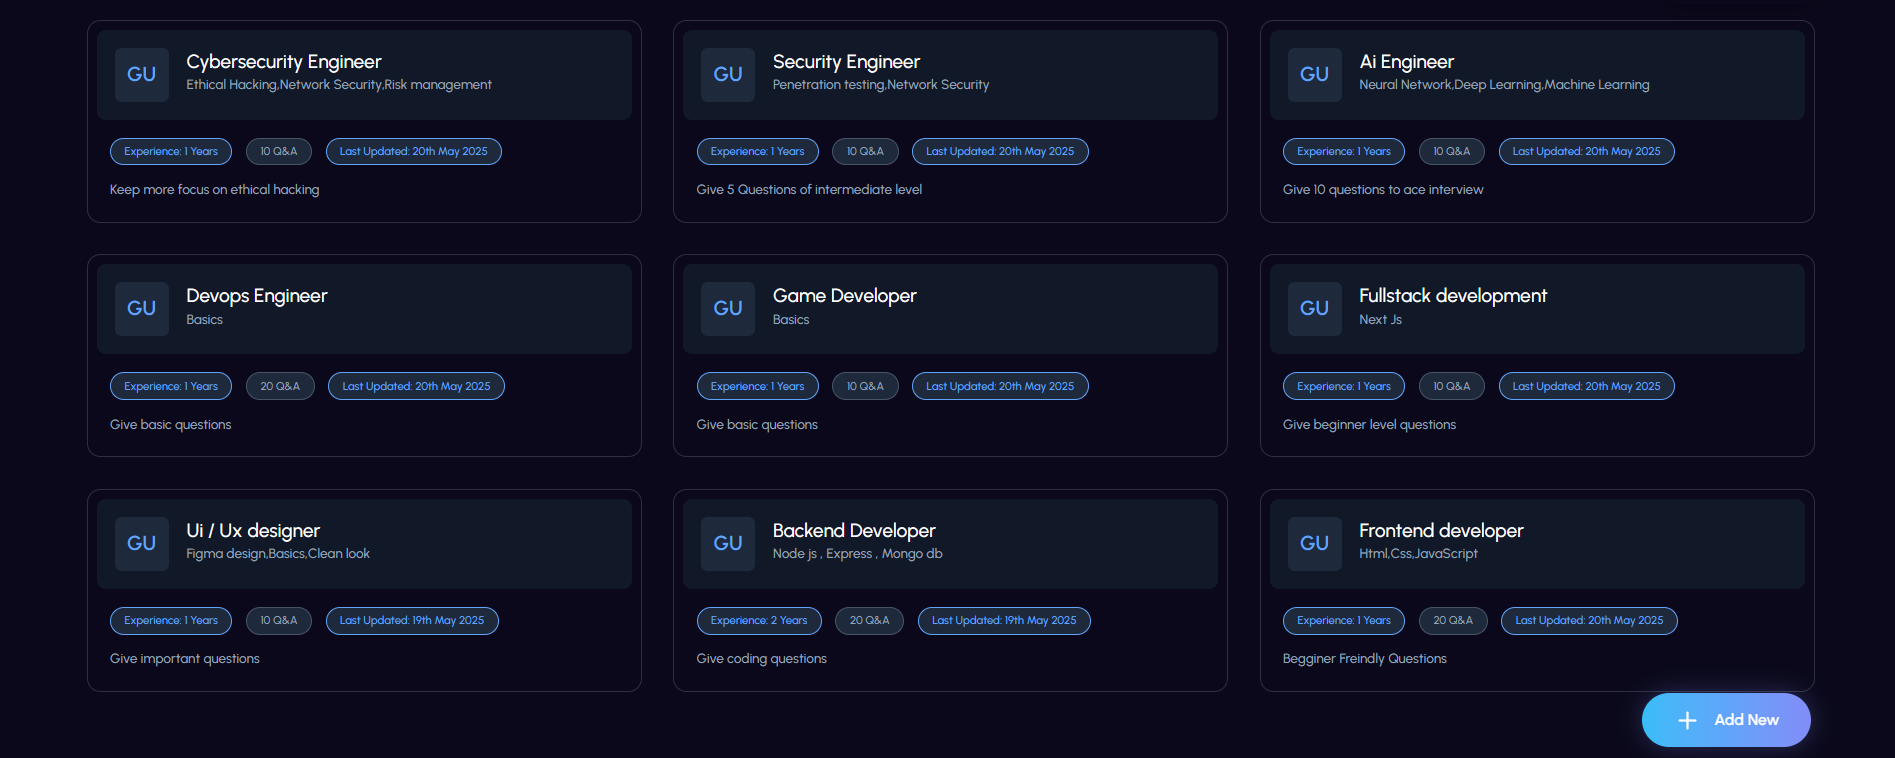 GU
Cybersecurity Engineer
Ethical Hacking,Network Security,Risk management
Experience: 1 Years
10 Q&A
Last Updated: 20th May 2025
Keep more focus on ethical hacking
GU
Security Engineer
Penetration testing,Network Security
Experience: 1 Years
10 Q&A
Last Updated: 20th May 2025
Give 5 Questions of intermediate level
GU
Ai Engineer
Neural Network,Deep Learning,Machine Learning
Experience: 1 Years
10 Q&A
Last Updated: 20th May 2025
Give 10 questions to ace interview
GU
Devops Engineer
Basics
Experience: 1 Years
20 Q&A
Last Updated: 20th May 2025
Give basic questions
GU
Game Developer
Basics
Experience: 1 Years
10 Q&A
Last Updated: 20th May 2025
Give basic questions
GU
Fullstack development
Next Js
Experience: 1 Years
10 Q&A
Last Updated: 20th May 2025
Give beginner level questions
GU
Ui / Ux designer
Figma design,Basics,Clean look
Experience: 1 Years
10 Q&A
Last Updated: 19th May 2025
Give important questions
GU
Backend Developer
Node js , Express , Mongo db
Experience: 2 Years
20 Q&A
Last Updated: 19th May 2025
Give coding questions
GU
Frontend developer
Html,Css,JavaScript
Experience: 1 Years
20 Q&A
Last Updated: 20th May 2025
Begginer Freindly Questions
Add New